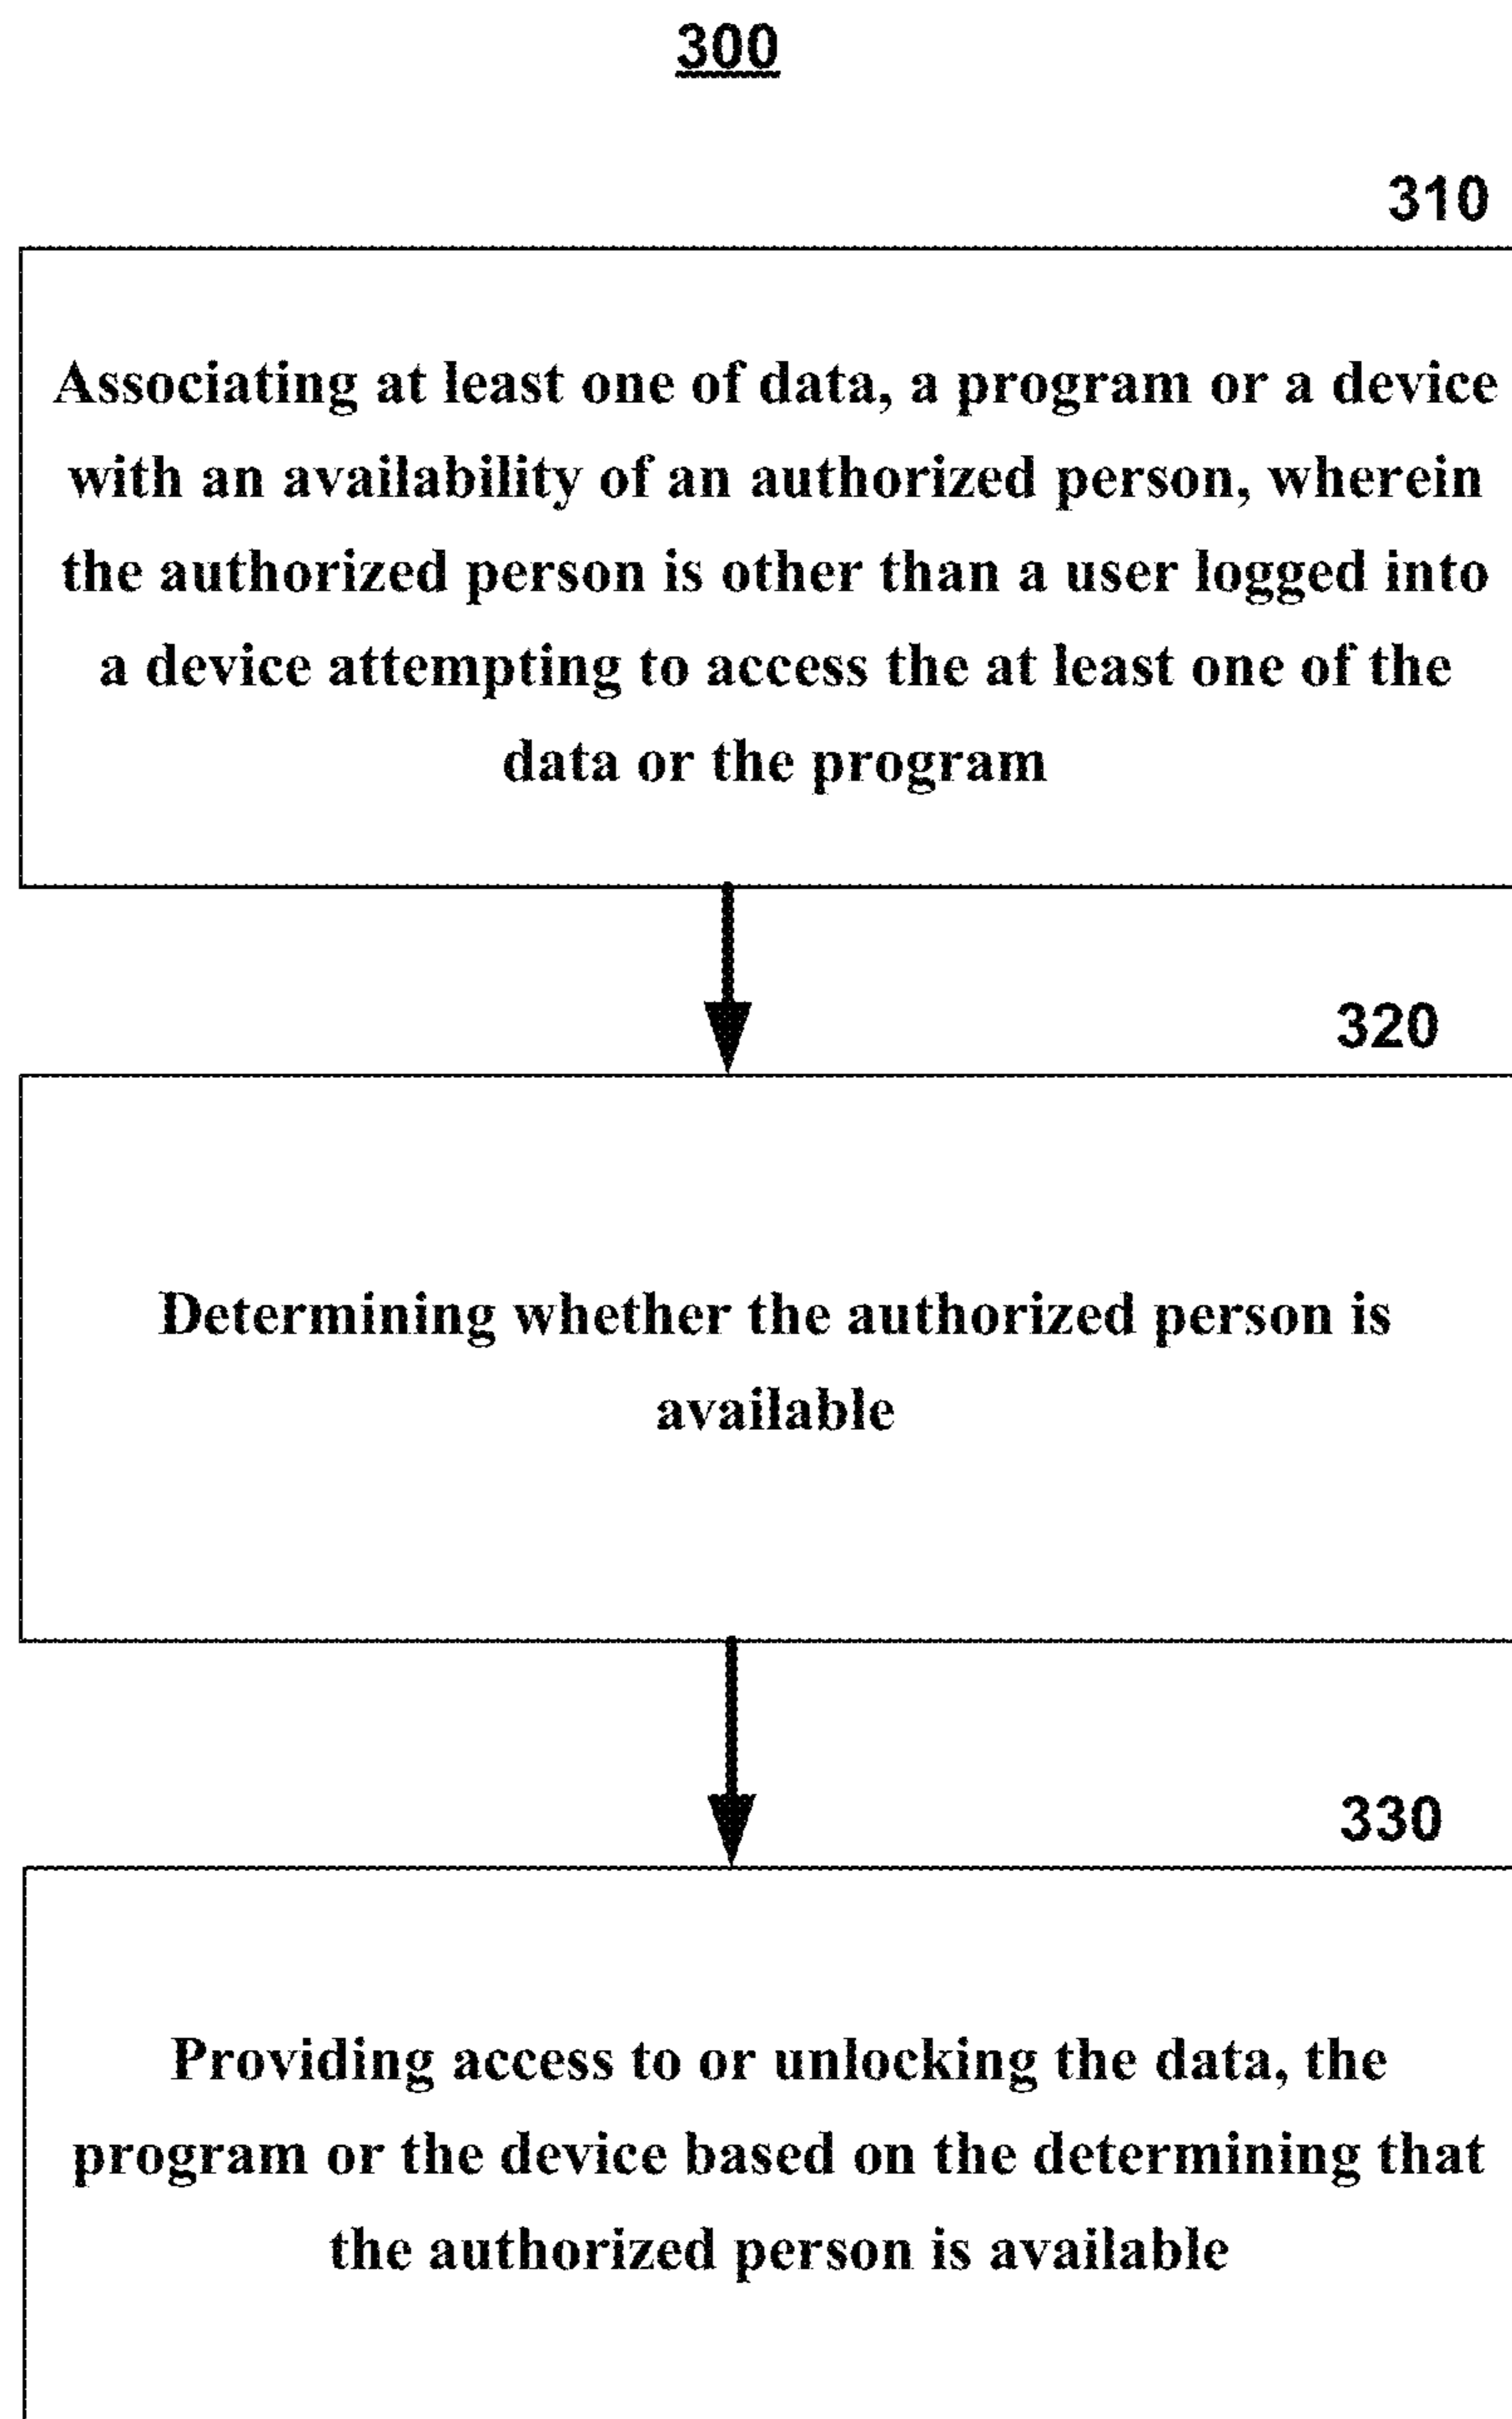 300
310
Associating at least one of data, a program or a device
with an availability of an authorized person, wherein
the authorized person is other than a user logged into
a device attempting to access the at least one of the
data or the program
320
Determining whether the authorized person is
available
330
Providing access to or unlocking the data, the
program or the device based on the determining that
the authorized person is available